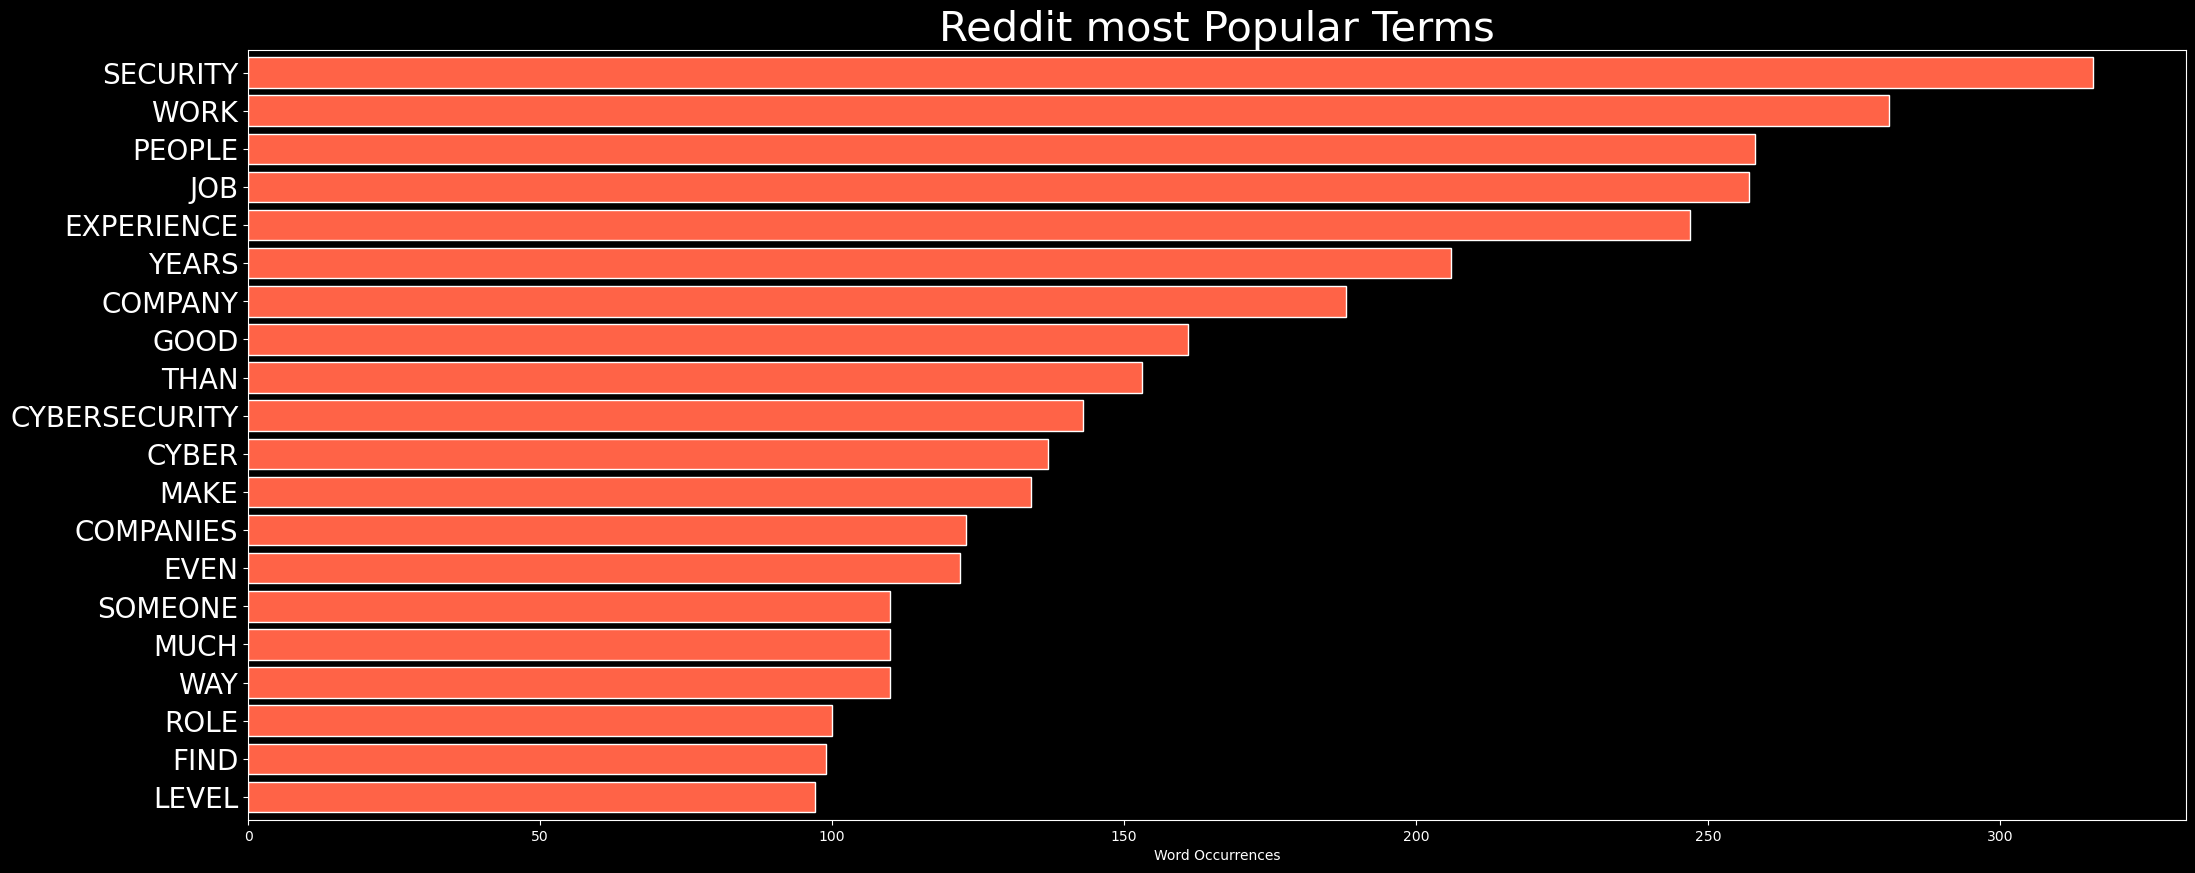 Reddit most Popular Terms
SECURITY
WORK
PEOPLE
JOB
EXPERIENCE
YEARS
COMPANY
GOOD
THAN
CYBERSECURITY
CYBER
MAKE
COMPANIES
EVEN
SOMEONE
MUCH
WAY
ROLE
FIND
LEVEL
0 50 100 150 200 250 300
Word Occurrences